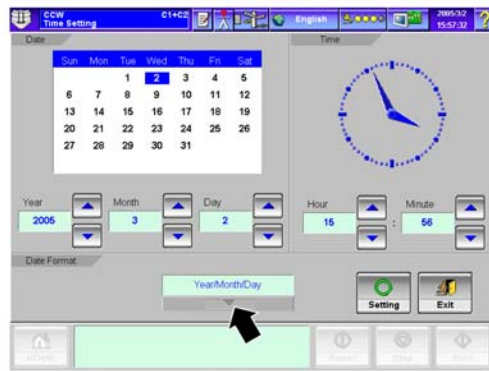 CCW
Time Setting
C1+C2
English
2005/3/2
15:57:32
?
Date
Time
Sun Mon Tue Wed Thu Fri Sat
1 2 3 4 5
6 7 8 9 10 11 12
13 14 15 16 17 18 19
20 21 22 23 24 25 26
27 28 29 30 31
Year Month Day Hour Minute
2005 3 2 15 : 56
Date Format
Year/Month/Day
Setting Exit
HOME